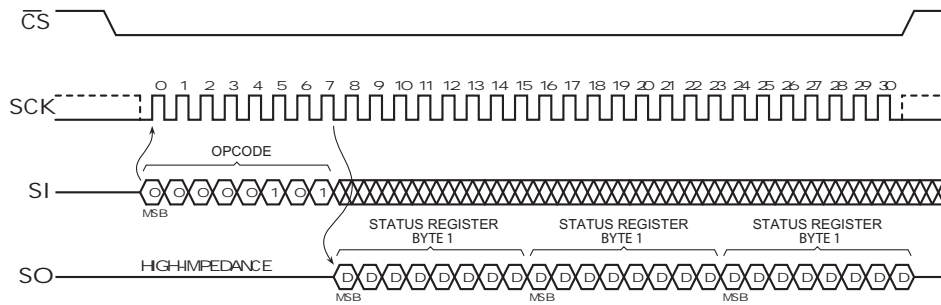 CS
0 1 2 3 4 5 6 7 8 9 10 11 12 13 14 15 16 17 18 19 20 21 22 23 24 25 26 27 28 29 30
SCK
OPCODE
SI
0 0 0 0 0 1 0 1
MSB
STATUS REGISTER
BYTE 1
STATUS REGISTER
BYTE 1
STATUS REGISTER
BYTE 1
HIGH-IMPEDANCE
SO
D D D D D D D D D D D D D D D D D D D D D D D D
MSB
MSB
MSB